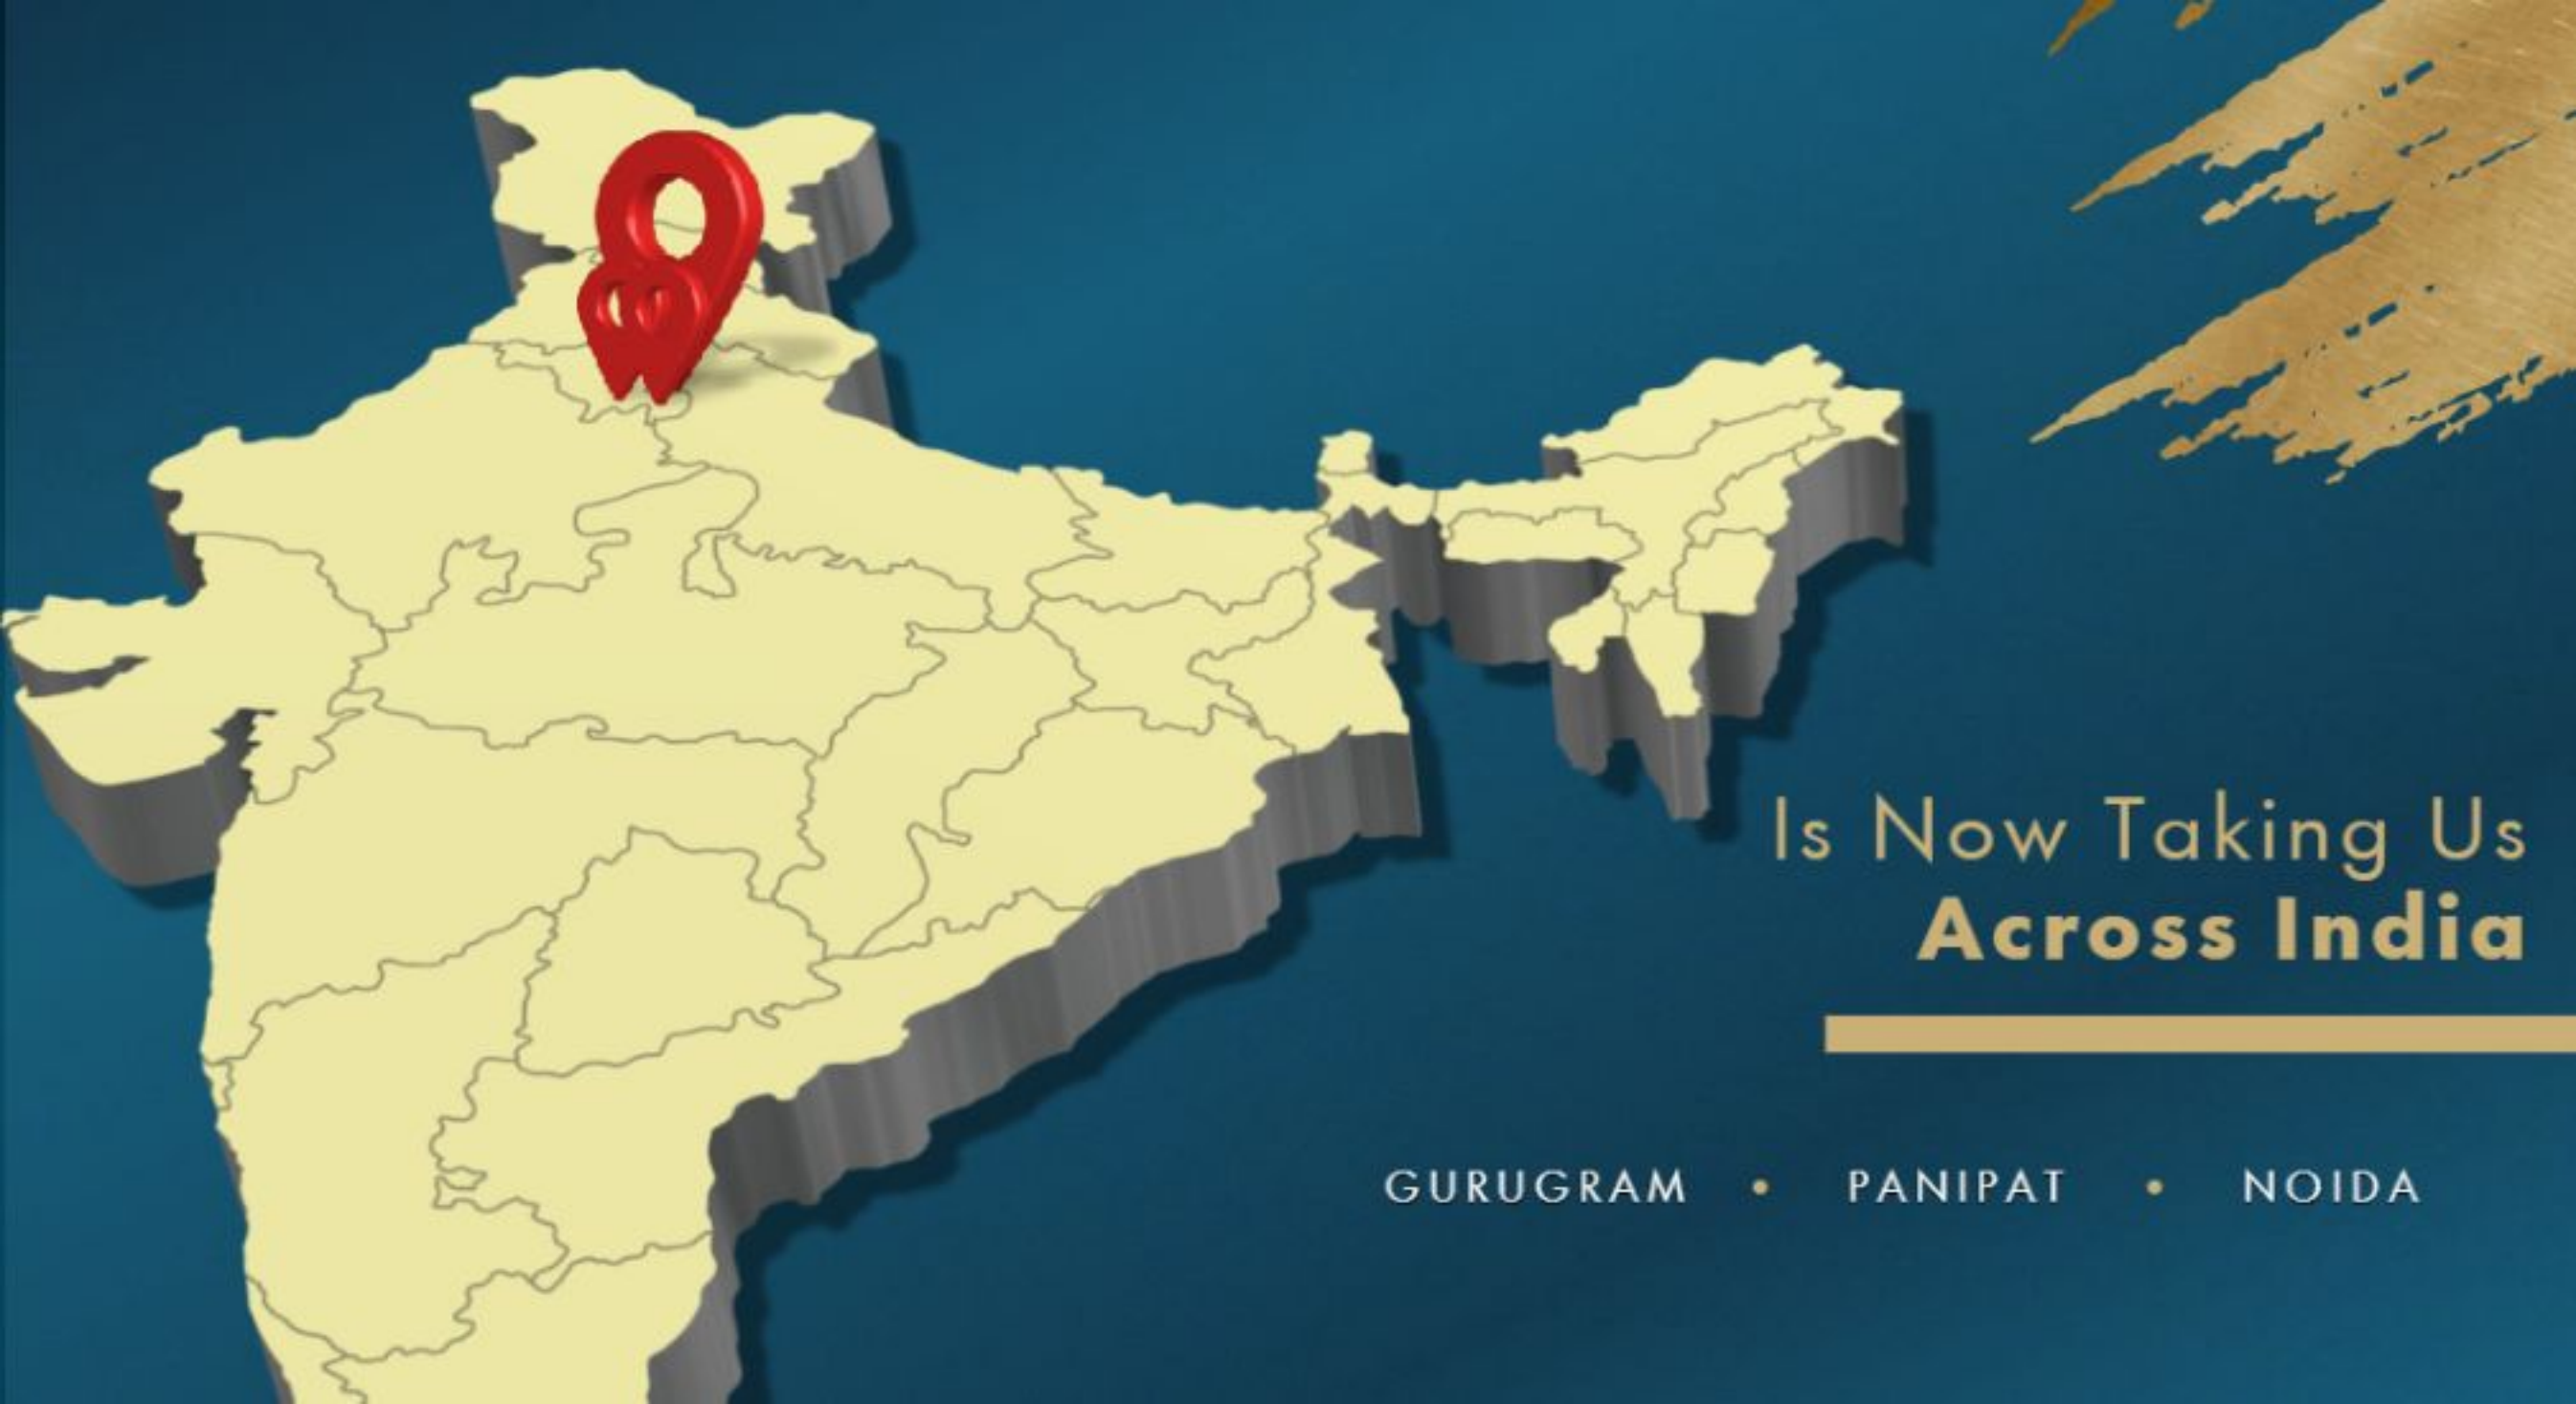 Is Now Taking Us
Across India
GURUGRAM • PANIPAT • NOIDA